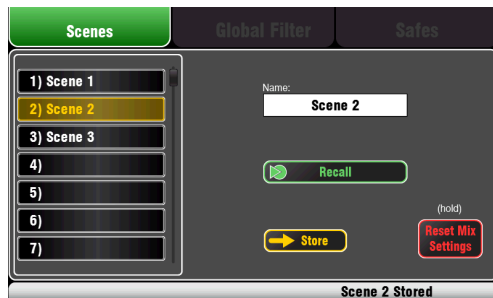 Scenes
Global Filter
Safes
1) Scene 1
2) Scene 2
3) Scene 3
4)
5)
6)
7)
Name:
Scene 2
Recall
Store
(hold)
Reset Mix
Settings
Scene 2 Stored